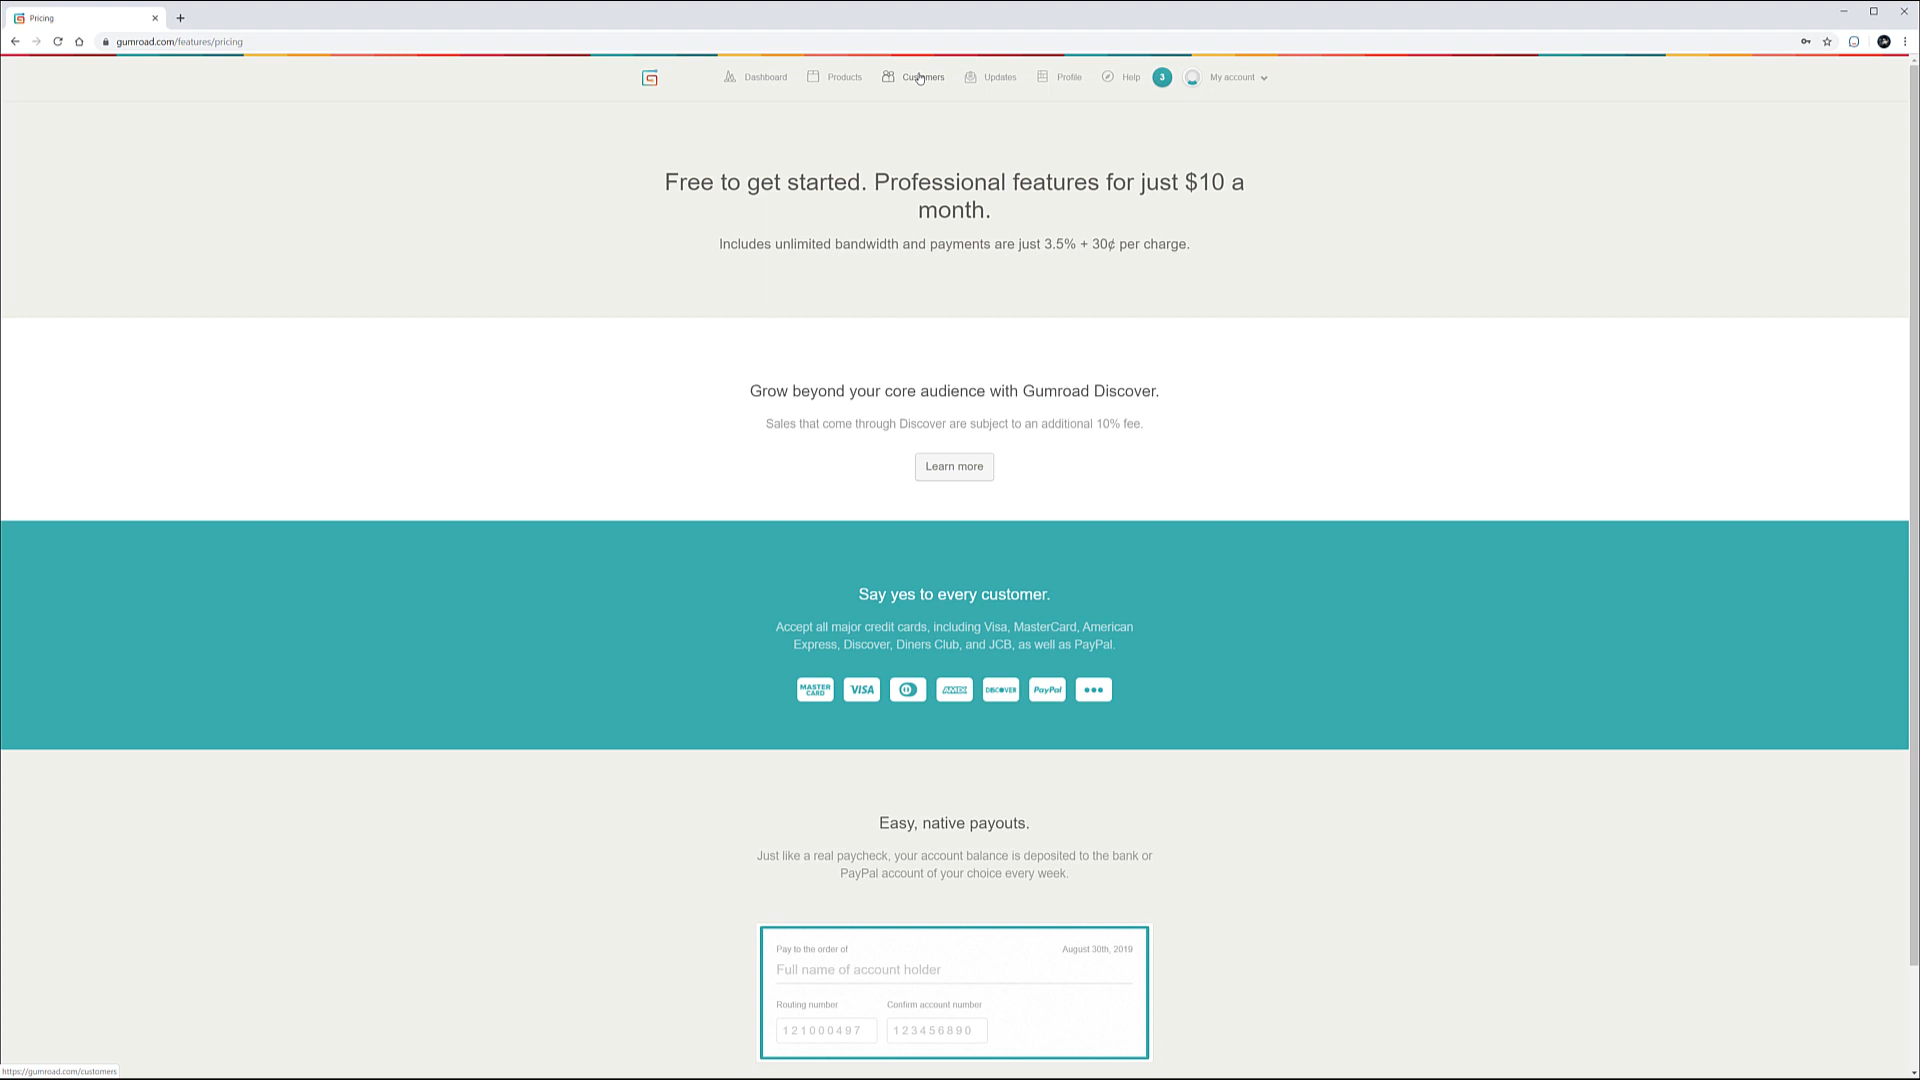 Pricing
gumroad.com/features/pricing
Dashboard
Products
Customers
Updates
Profile
Help
3
My account
Free to get started. Professional features for just $10 a
month.
Includes unlimited bandwidth and payments are just 3.5% + 30¢ per charge.
Grow beyond your core audience with Gumroad Discover.
Sales that come through Discover are subject to an additional 10% fee.
Learn more
Say yes to every customer.
Accept all major credit cards, including Visa, MasterCard, American
Express, Discover, Diners Club, and JCB, as well as PayPal.
MASTER
CARD
VISA
AMEX
DISCOVER
PayPal
Easy, native payouts.
Just like a real paycheck, your account balance is deposited to the bank or
PayPal account of your choice every week.
Pay to the order of
August 30th, 2019
Full name of account holder
Routing number
Confirm account number
121000497
123456890
https://gumroad.com/customers